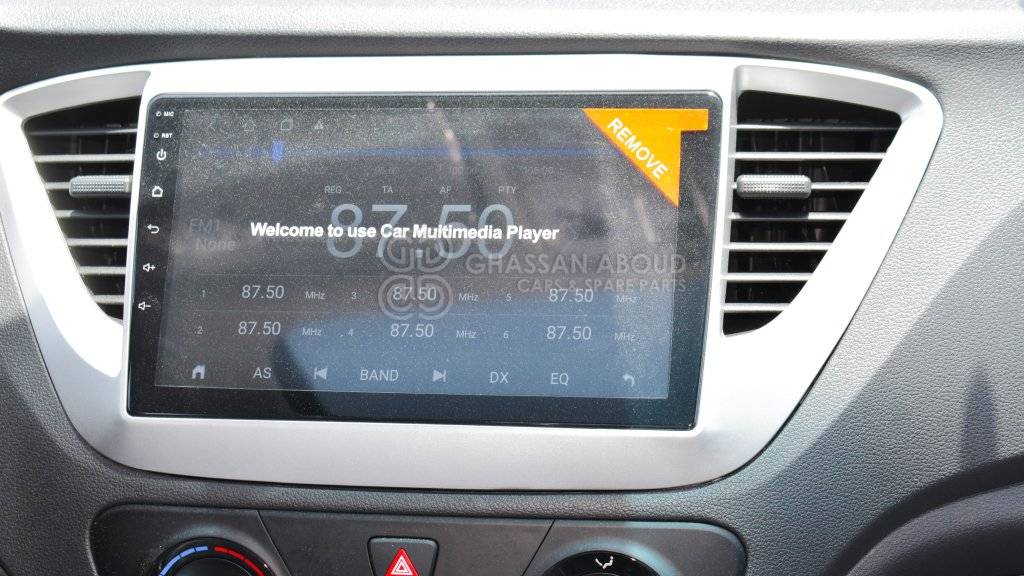 MIC
RST
REMOVE
REG TA AF PTY
87.50
FM1
None
Welcome to use Car Multimedia Player
GHASSAN ABOUD
CARS & SPARE PARTS
1 87.50 MHz 3 87.50 MHz 5 87.50 MHz
2 87.50 MHz 4 87.50 MHz 6 87.50 MHz
AS BAND DX EQ